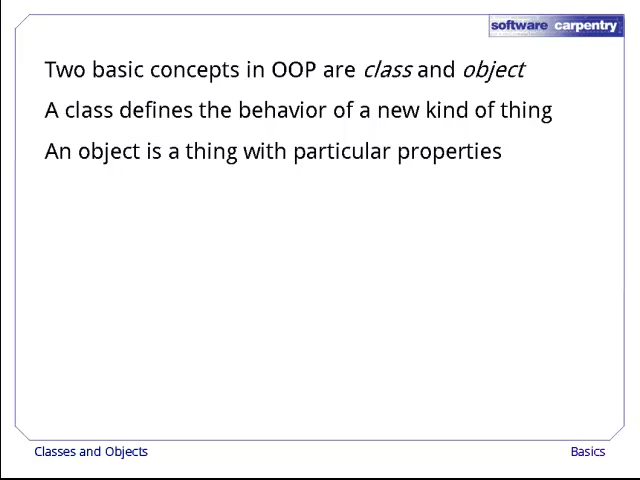 software carpentry
Two basic concepts in OOP are class and object
A class defines the behavior of a new kind of thing
An object is a thing with particular properties
Classes and Objects
Basics